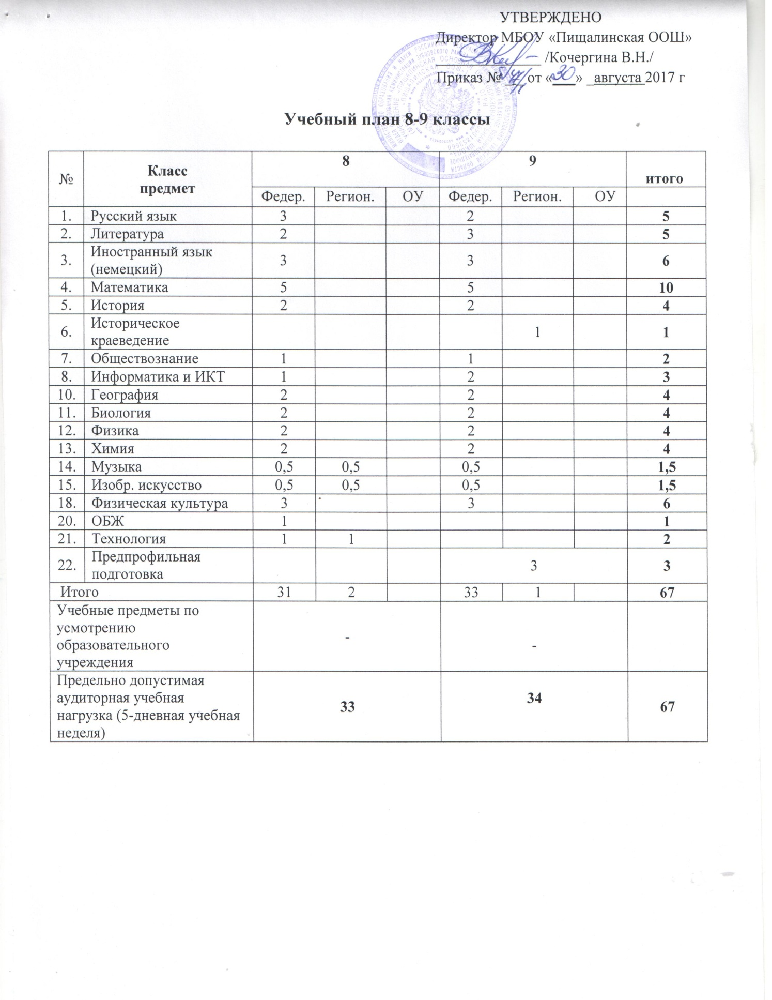 УТВЕРЖДЕНО
Директор МБОУ «Пищалинская ООШ»
/Кочергина В.Н./
Приказ № от «30» августа 2017 г
Учебный план 8-9 классы
№ Класс предмет 8 9 итого
Федер. Регион. ОУ Федер. Регион. ОУ
1. Русский язык 3 2 5
2. Литература 2 3 5
3. Иностранный язык 3 3 6
(немецкий)
4. Математика 5 5 10
5. История 2 2 4
6. Историческое 1 1
краеведение
7. Обществознание 1 1 2
8. Информатика и ИКТ 1 2 3
10. География 2 2 4
11. Биология 2 2 4
12. Физика 2 2 4
13. Химия 2 2 4
14. Музыка 0,5 0,5 0,5 1,5
15. Изобр. искусство 0,5 0,5 0,5 1,5
18. Физическая культура 3 3 6
20. ОБЖ 1 1
21. Технология 1 1 2
22. Предпрофильная 3 3
подготовка
Итого 31 2 33 1 67
Учебные предметы по
усмотрению
образовательного - -
учреждения
Предельно допустимая
аудиторная учебная 33 34 67
нагрузка (5-дневная учебная
неделя)